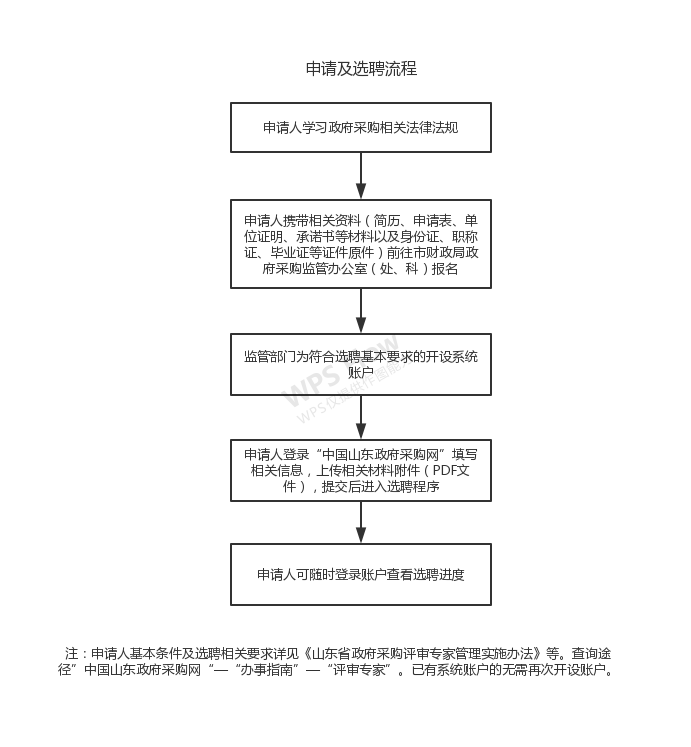 申请及选聘流程
申请人学习政府采购相关法律法规
申请人携带相关资料（简历、申请表、单
位证明、承诺书等材料以及身份证、职称
证、毕业证等证件原件）前往市财政局政
府采购监管办公室（处、科）报名
监管部门为符合选聘基本要求的开设系统
账户
WPS Flow
申请人登录“中国山东政府采购网”填写
相关信息，上传相关材料附件（PDF文
件），提交后进入选聘程序
申请人可随时登录账户查看选聘进度
注：申请人基本条件及选聘相关要求详见《山东省政府采购评审专家管理实施办法》等。查询途
径”中国山东政府采购网“—“办事指南”—“评审专家”。已有系统账户的无需再次开设账户。